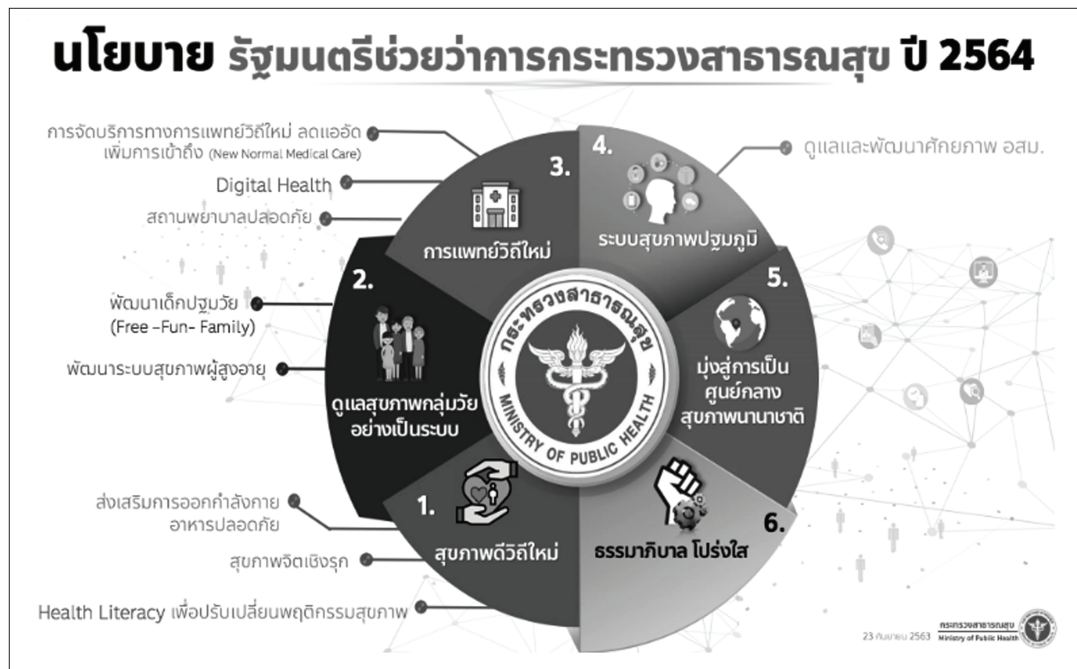 นโยบาย รัฐมนตรีช่วยว่าการกระทรวงสาธารณสุข ปี 2564
การจัดบริการทางการแพทย์วิถีใหม่ ลดแออัด
เพิ่มการเข้าถึง (New Normal Medical Care)
Digital Health
สถานพยาบาลปลอดภัย
3.
การแพทย์วิถีใหม่
4.
ระบบสุขภาพปฐมภูมิ
ดูแลและพัฒนาศักยภาพ อสม.
พัฒนาเด็กปฐมวัย
(Free –Fun- Family)
พัฒนาระบบสุขภาพผู้สูงอายุ
2.
ดูแลสุขภาพกลุ่มวัย
อย่างเป็นระบบ
กระทรวงสาธารณสุข
MINISTRY OF PUBLIC HEALTH
5.
มุ่งสู่การเป็น
ศูนย์กลาง
สุขภาพนานาชาติ
ส่งเสริมการออกกำลังกาย
อาหารปลอดภัย
สุขภาพจิตเชิงรุก
Health Literacy เพื่อปรับเปลี่ยนพฤติกรรมสุขภาพ
1.
สุขภาพดีวิถีใหม่
6.
ธรรมาภิบาล โปร่งใส
23 กันยายน 2563
กระทรวงสาธารณสุข
Ministry of Public Health